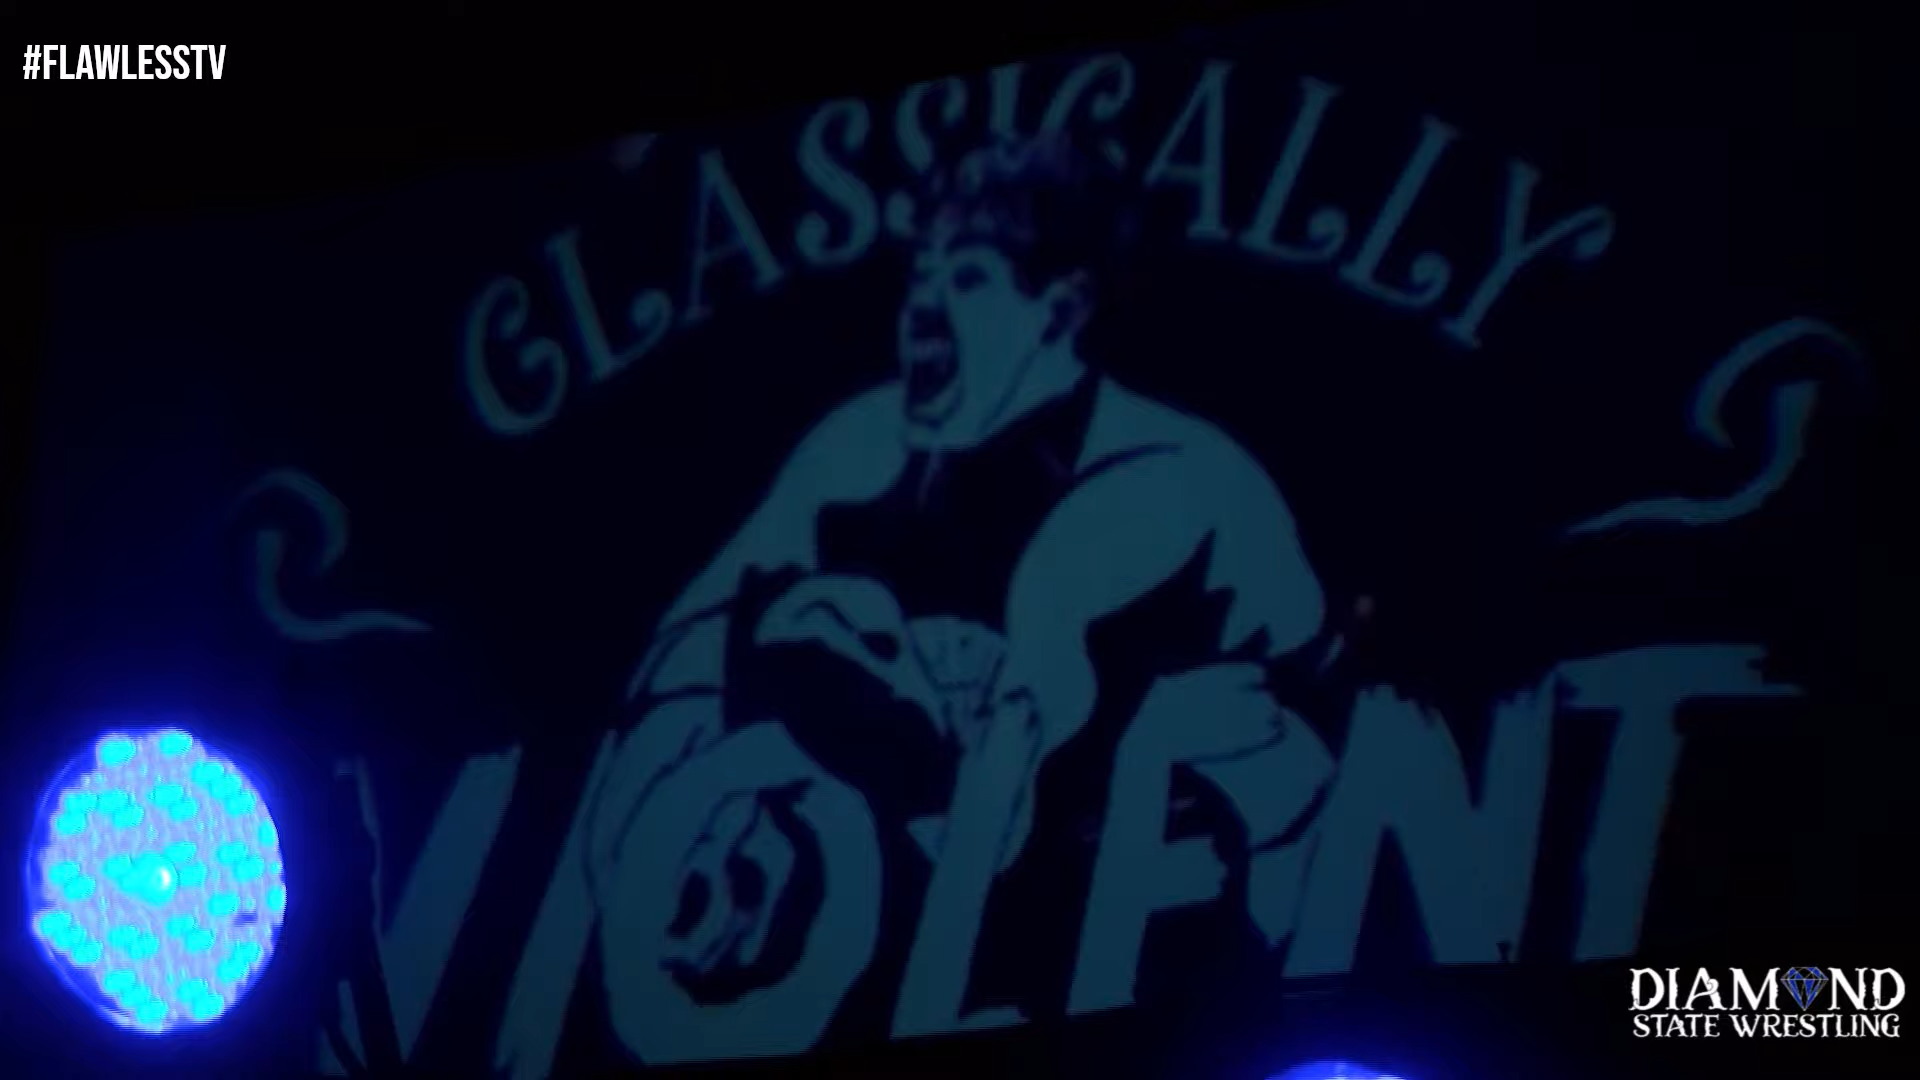 #FLAWLESSTV
CLASSICALLY
VIOLENT
DIAMOND
STATE WRESTLING